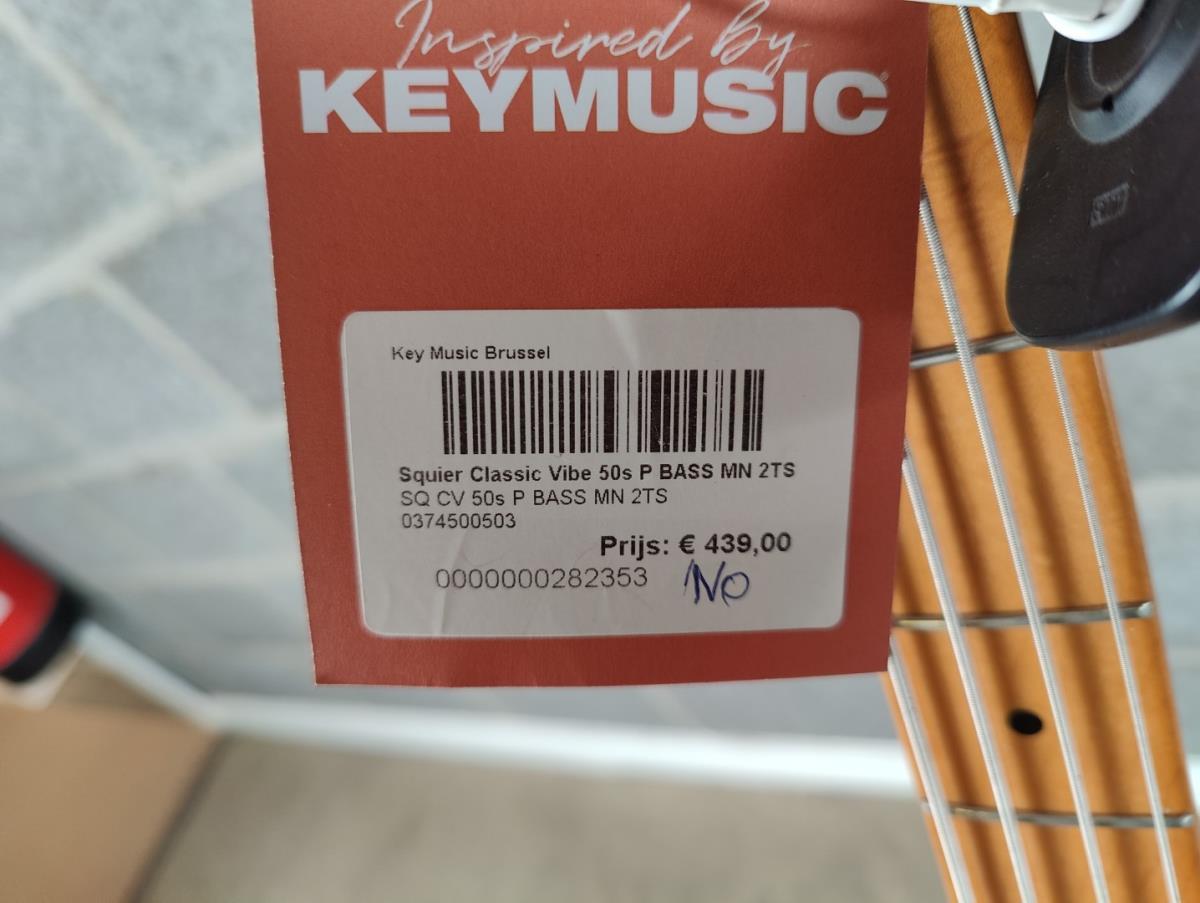 Inspired by
KEYMUSIC
Key Music Brussel
Squier Classic Vibe 50s P BASS MN 2TS
SQ CV 50s P BASS MN 2TS
0374500503
Prijs: € 439,00
0000000282353 No